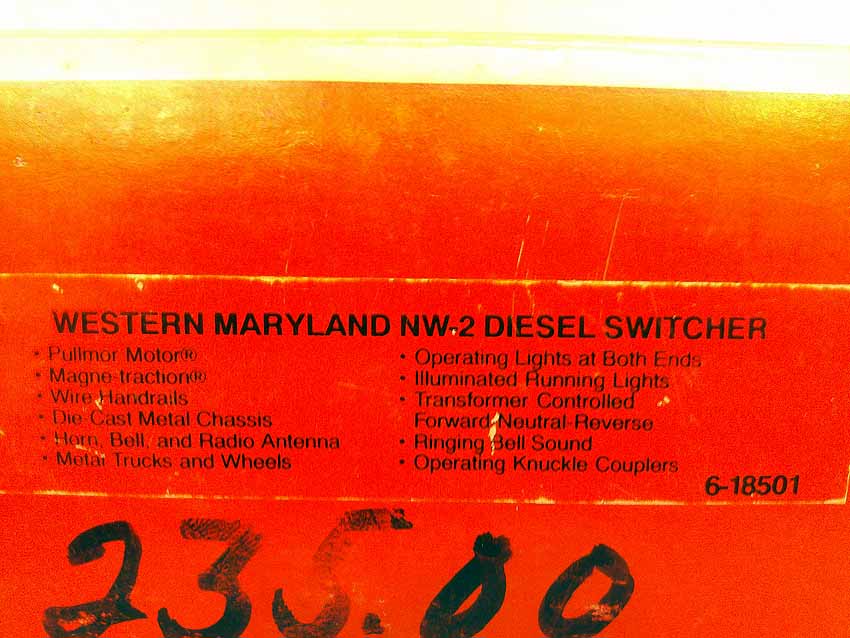 WESTERN MARYLAND NW-2 DIESEL SWITCHER
• Pullmor Motor®
• Magne-traction®
• Wire Handrails
• Die-Cast Metal Chassis
• Horn, Bell, and Radio Antenna
• Metal Trucks and Wheels
• Operating Lights at Both Ends
• Illuminated Running Lights
• Transformer Controlled
Forward-Neutral-Reverse
• Ringing Bell Sound
• Operating Knuckle Couplers
6-18501
235.00